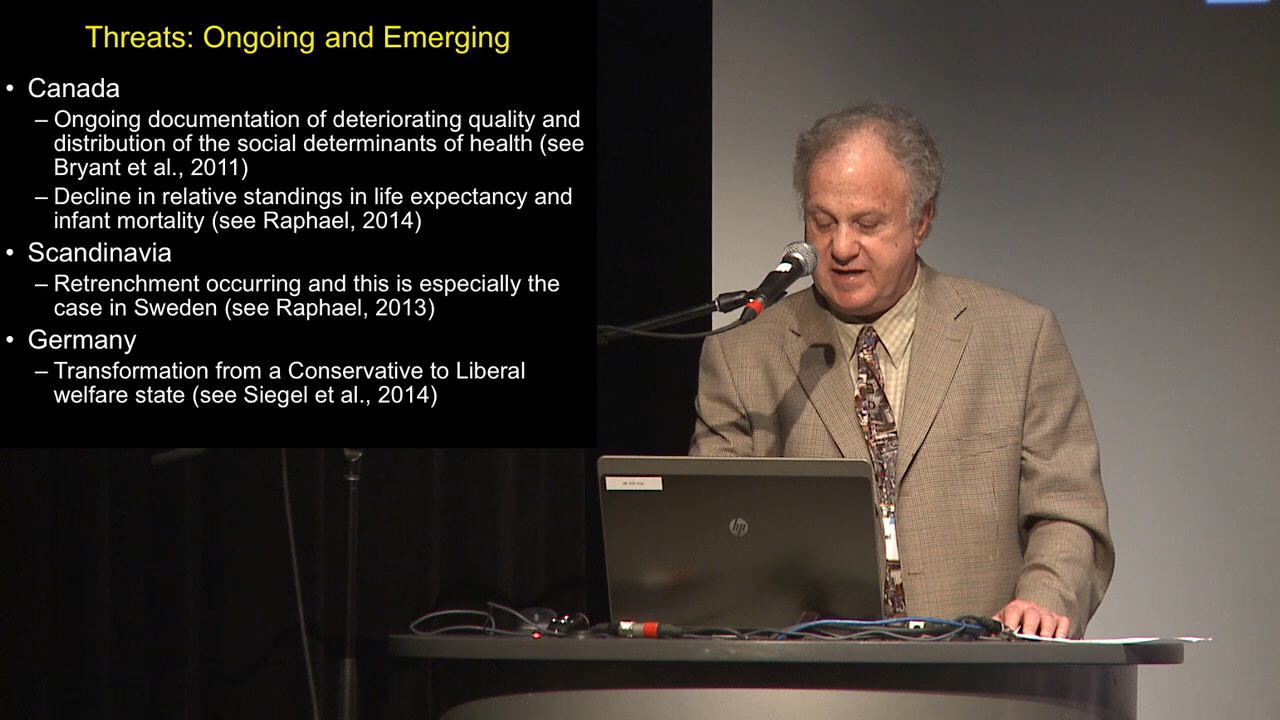 Threats: Ongoing and Emerging
• Canada
– Ongoing documentation of deteriorating quality and
distribution of the social determinants of health (see
Bryant et al., 2011)
– Decline in relative standings in life expectancy and
infant mortality (see Raphael, 2014)
• Scandinavia
– Retrenchment occurring and this is especially the
case in Sweden (see Raphael, 2013)
• Germany
– Transformation from a Conservative to Liberal
welfare state (see Siegel et al., 2014)
hp